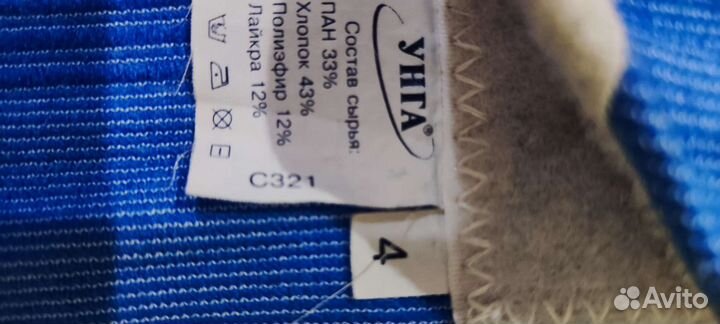 УНГА®
Состав сырья:
ПАН 33%
Хлопок 43%
Полиэфир 12%
Лайкра 12%
С321
4
Avito